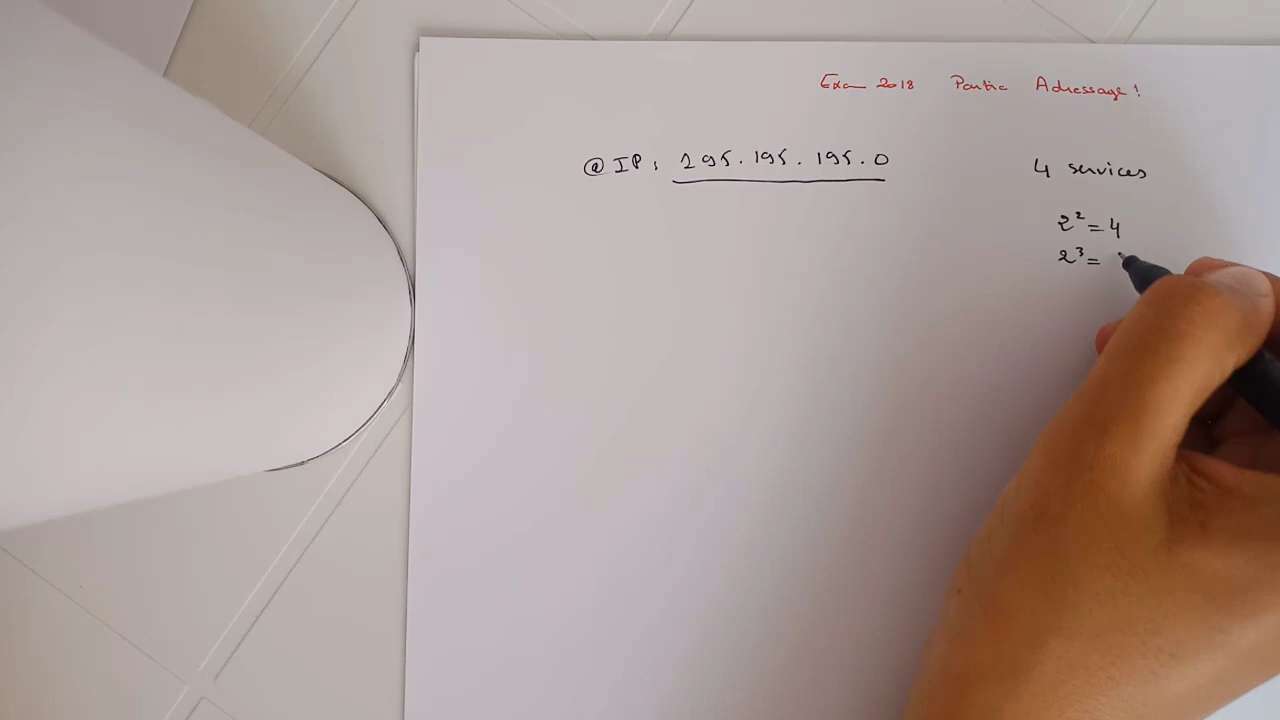 Exa 2018 Partie Adressage!
@IP: 195.195.195.0
4 services
2² = 4
2³ =